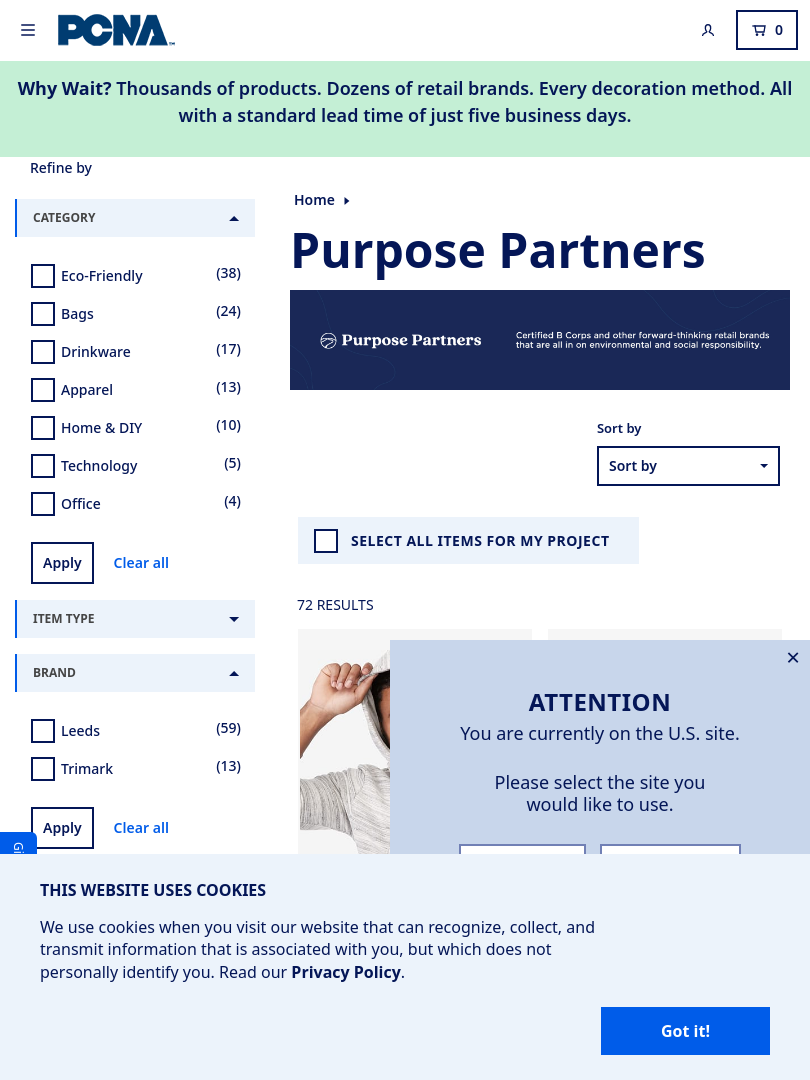 PCNA
0
Why Wait? Thousands of products. Dozens of retail brands. Every decoration method. All
with a standard lead time of just five business days.
Refine by
CATEGORY
Eco-Friendly (38)
Bags (24)
Drinkware (17)
Apparel (13)
Home & DIY (10)
Technology (5)
Office (4)
Apply Clear all
ITEM TYPE
BRAND
Leeds (59)
Trimark (13)
Apply Clear all
Home
Purpose Partners
Purpose Partners
Certified B Corps and other forward-thinking retail brands
that are all in on environmental and social responsibility.
Sort by
Sort by
SELECT ALL ITEMS FOR MY PROJECT
72 RESULTS
ATTENTION
You are currently on the U.S. site.
Please select the site you
would like to use.
THIS WEBSITE USES COOKIES
We use cookies when you visit our website that can recognize, collect, and
transmit information that is associated with you, but which does not
personally identify you. Read our Privacy Policy.
Got it!